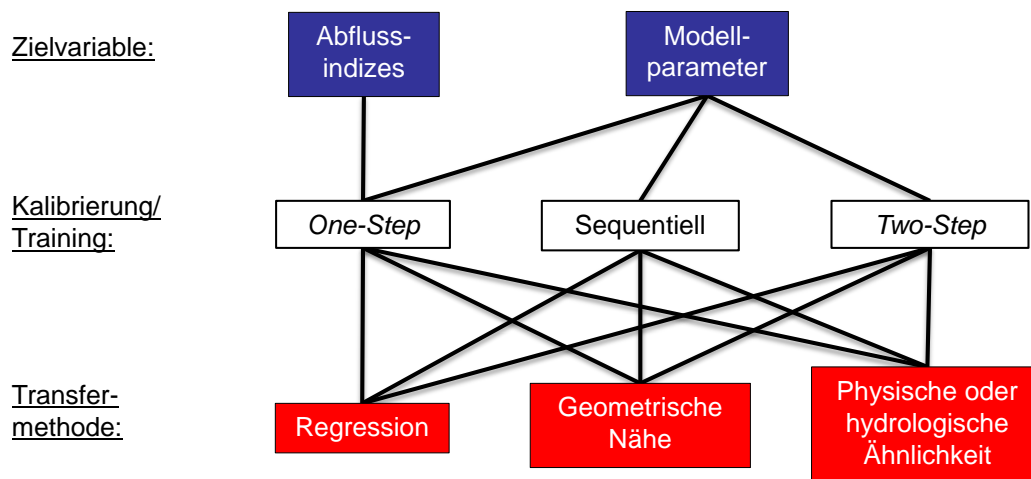 Zielvariable:
Abfluss-
indizes
Modell-
parameter
Kalibrierung/
Training:
One-Step
Sequentiell
Two-Step
Transfer-
methode:
Regression
Geometrische
Nähe
Physische oder
hydrologische
Ähnlichkeit